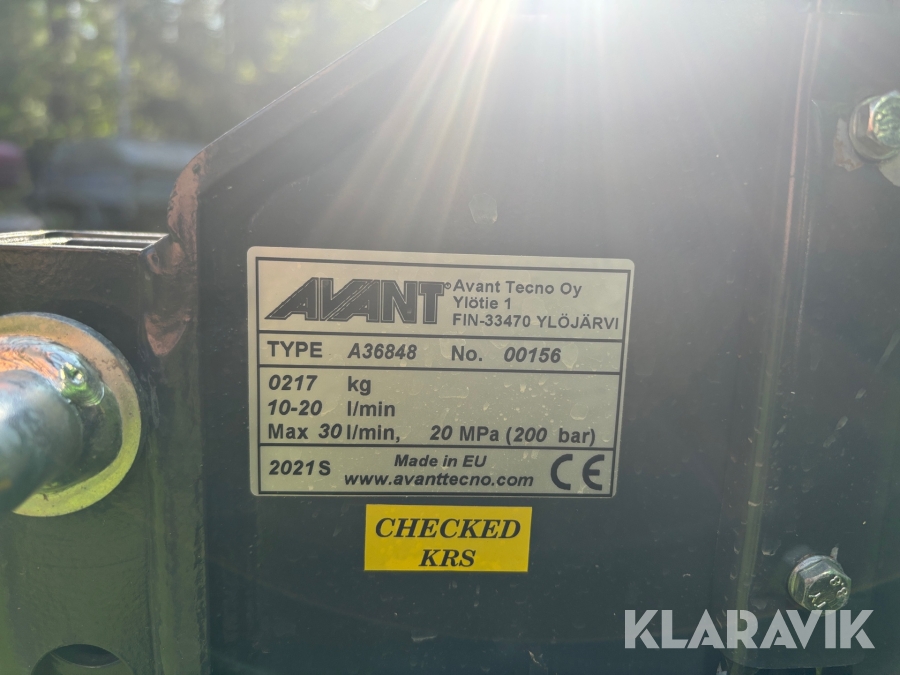 AVANT®
Avant Tecno Oy
Ylötie 1
FIN-33470 YLÖJÄRVI
TYPE A36848 No. 00156
0217 kg
10-20 l/min
Max 30 l/min, 20 MPa (200 bar)
2021 S Made in EU CE
www.avanttecno.com
CHECKED
KRS
KLARAVIK